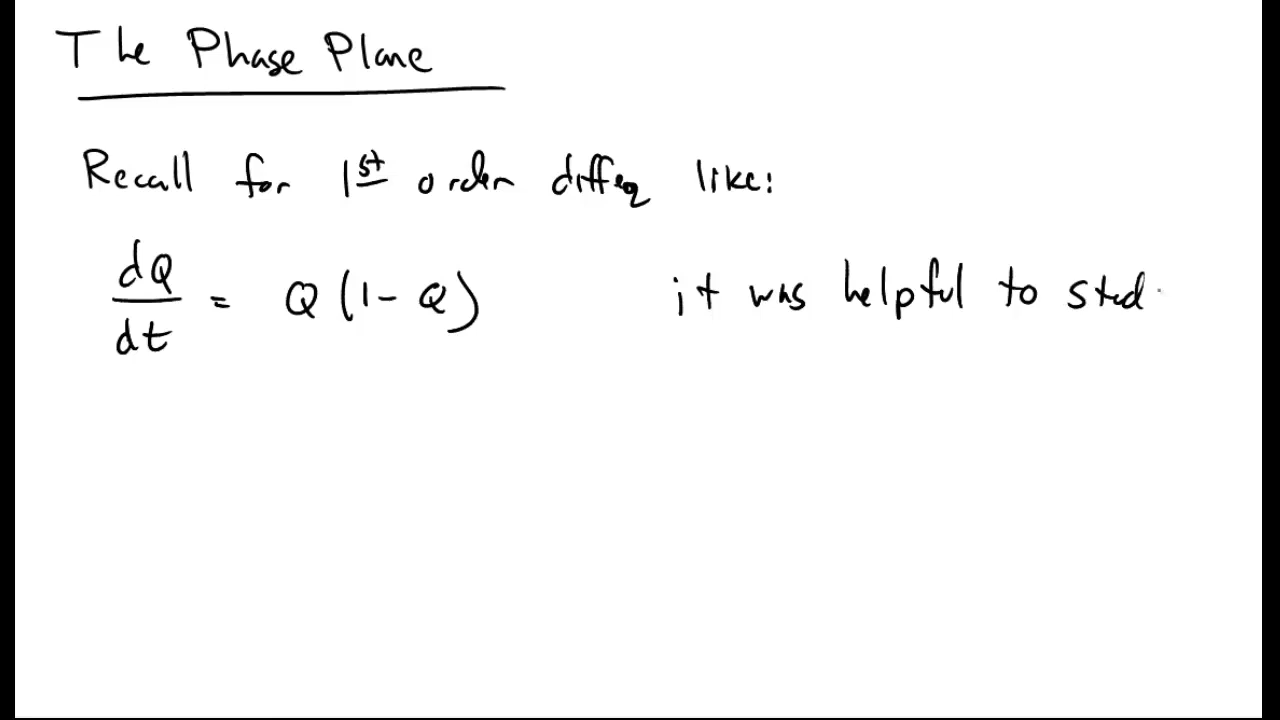 The Phase Plane
Recall for 1st order diffeq like:
dQ/dt = Q(1-Q) it was helpful to stud